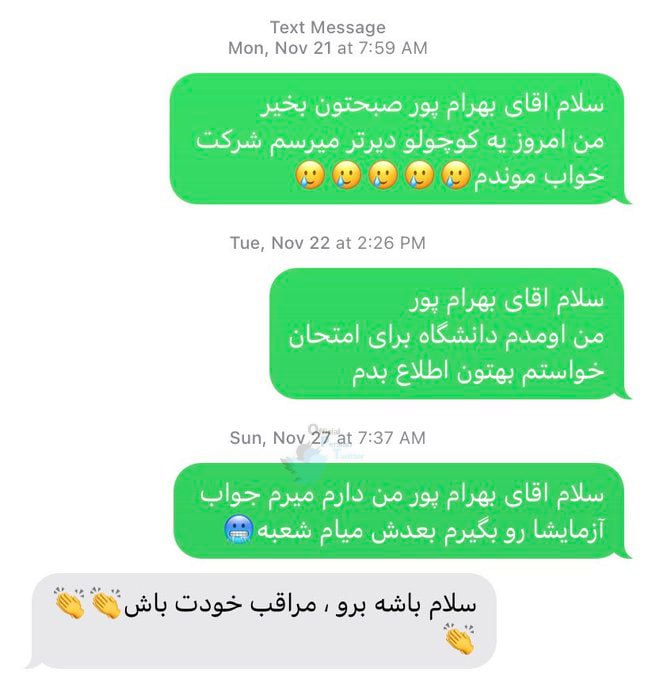 Text Message
Mon, Nov 21 at 7:59 AM
سلام اقای بهرام پور صبحتون بخیر
من امروز یه کوچولو دیرتر میرسم شرکت
خواب موندم🥲🥲🥲🥲🥲
Tue, Nov 22 at 2:26 PM
سلام اقای بهرام پور
من اومدم دانشگاه برای امتحان
خواستم بهتون اطلاع بدم
Sun, Nov 27 at 7:37 AM
Official
Twitter
سلام اقای بهرام پور من دارم میرم جواب
آزمایشا رو بگیرم بعدش میام شعبه🥶
سلام باشه برو ، مراقب خودت باش👏👏
👏